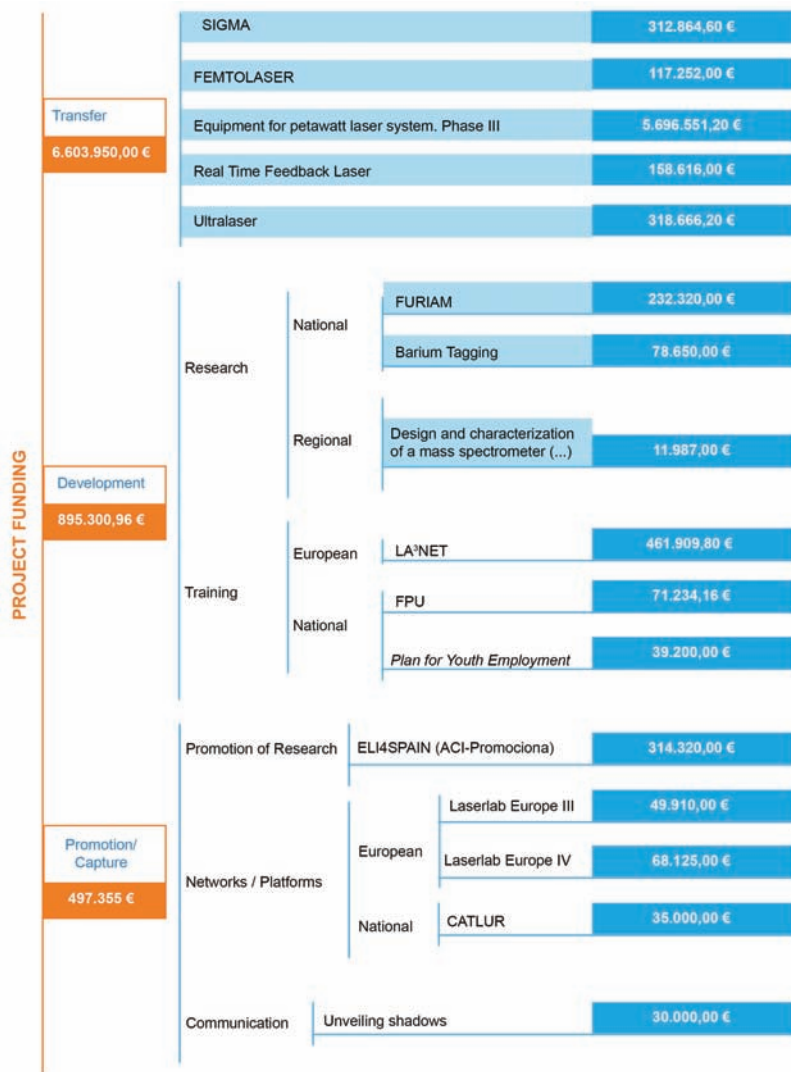 PROJECT FUNDING
Transfer
6.603.950,00 €
SIGMA
312.864,60 €
FEMTOLASER
117.252,00 €
Equipment for petawatt laser system. Phase III
5.696.551,20 €
Real Time Feedback Laser
158.616,00 €
Ultralaser
318.666,20 €
Development
895.300,96 €
Research
National
FURIAM
232.320,00 €
Barium Tagging
78.650,00 €
Regional
Design and characterization
of a mass spectrometer (...)
11.987,00 €
Training
European
LA³NET
461.909,80 €
National
FPU
71.234,16 €
Plan for Youth Employment
39.200,00 €
Promotion/
Capture
497.355 €
Promotion of Research
ELI4SPAIN (ACI-Promociona)
314.320,00 €
Networks / Platforms
European
Laserlab Europe III
49.910,00 €
Laserlab Europe IV
68.125,00 €
National
CATLUR
35.000,00 €
Communication
Unveiling shadows
30.000,00 €